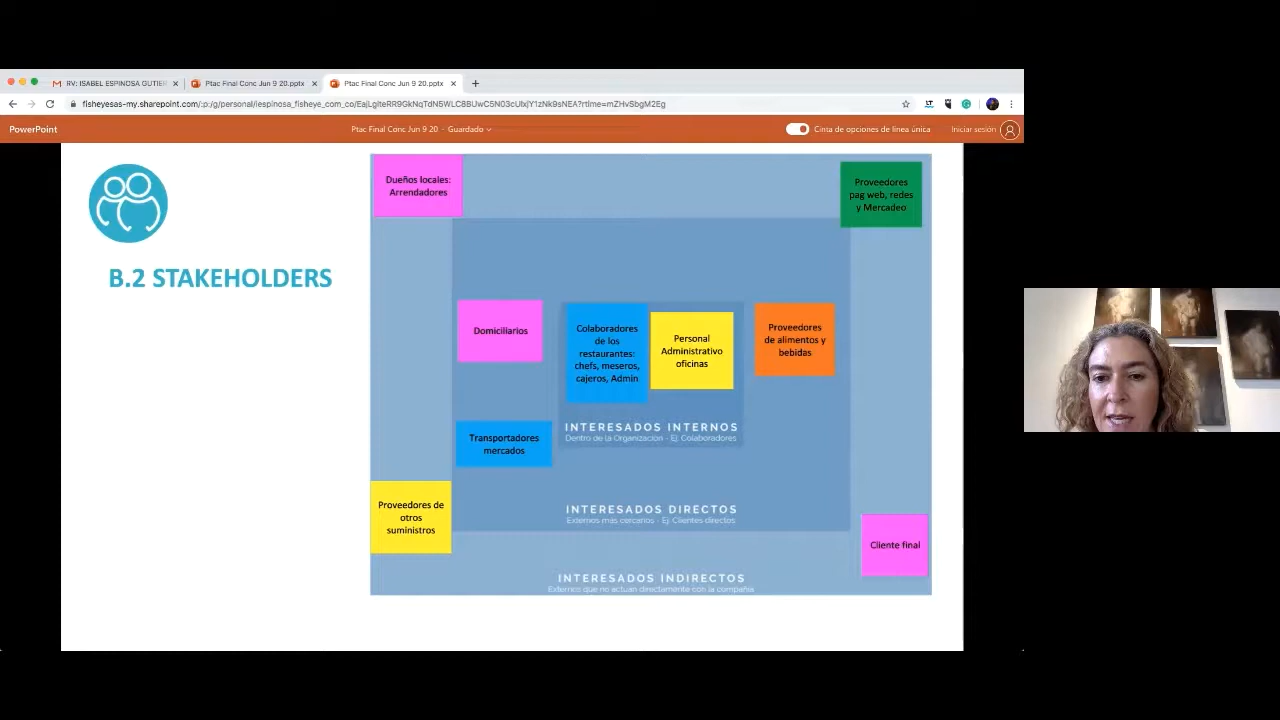 RV: ISABEL ESPINOSA GUTIER
Ptac Final Conc Jun 9 20.pptx
Ptac Final Conc Jun 9 20.pptx
PowerPoint
Ptac Final Conc Jun 9 20 - Guardado
Cinta de opciones de línea única
Iniciar sesión
B.2 STAKEHOLDERS
Dueños locales:
Arrendadores
Proveedores
pag web, redes
y Mercadeo
Domiciliarios
Colaboradores
de los
restaurantes:
chefs, meseros,
cajeros, Admin
Personal
Administrativo
oficinas
Proveedores
de alimentos y
bebidas
INTERESADOS INTERNOS
Dentro de la Organización - Ej: Colaboradores
Transportadores
mercados
Proveedores de
otros
suministros
INTERESADOS DIRECTOS
Externos más cercanos - Ej: Clientes directos
Cliente final
INTERESADOS INDIRECTOS
Externos que no actuan directamente con la compañía